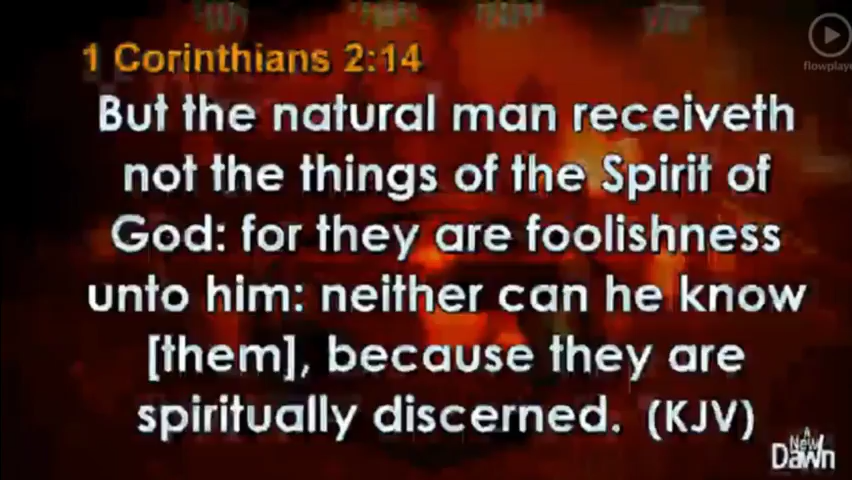 1 Corinthians 2:14
But the natural man receiveth
not the things of the Spirit of
God: for they are foolishness
unto him: neither can he know
[them], because they are
spiritually discerned. (KJV)
flowplaye
A
New
Dawn